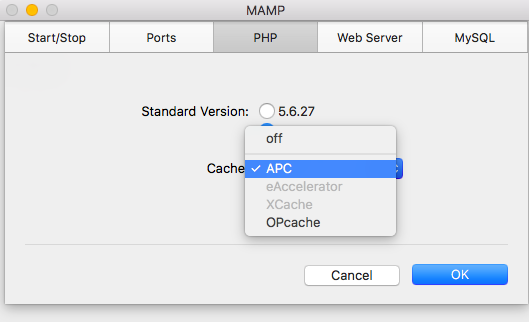 MAMP
Start/Stop Ports PHP Web Server MySQL
Standard Version: 5.6.27
off
Cache
APC
eAccelerator
XCache
OPcache
Cancel OK